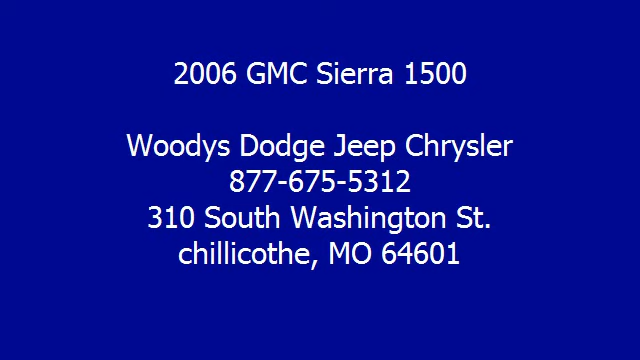 2006 GMC Sierra 1500
Woodys Dodge Jeep Chrysler
877-675-5312
310 South Washington St.
chillicothe, MO 64601